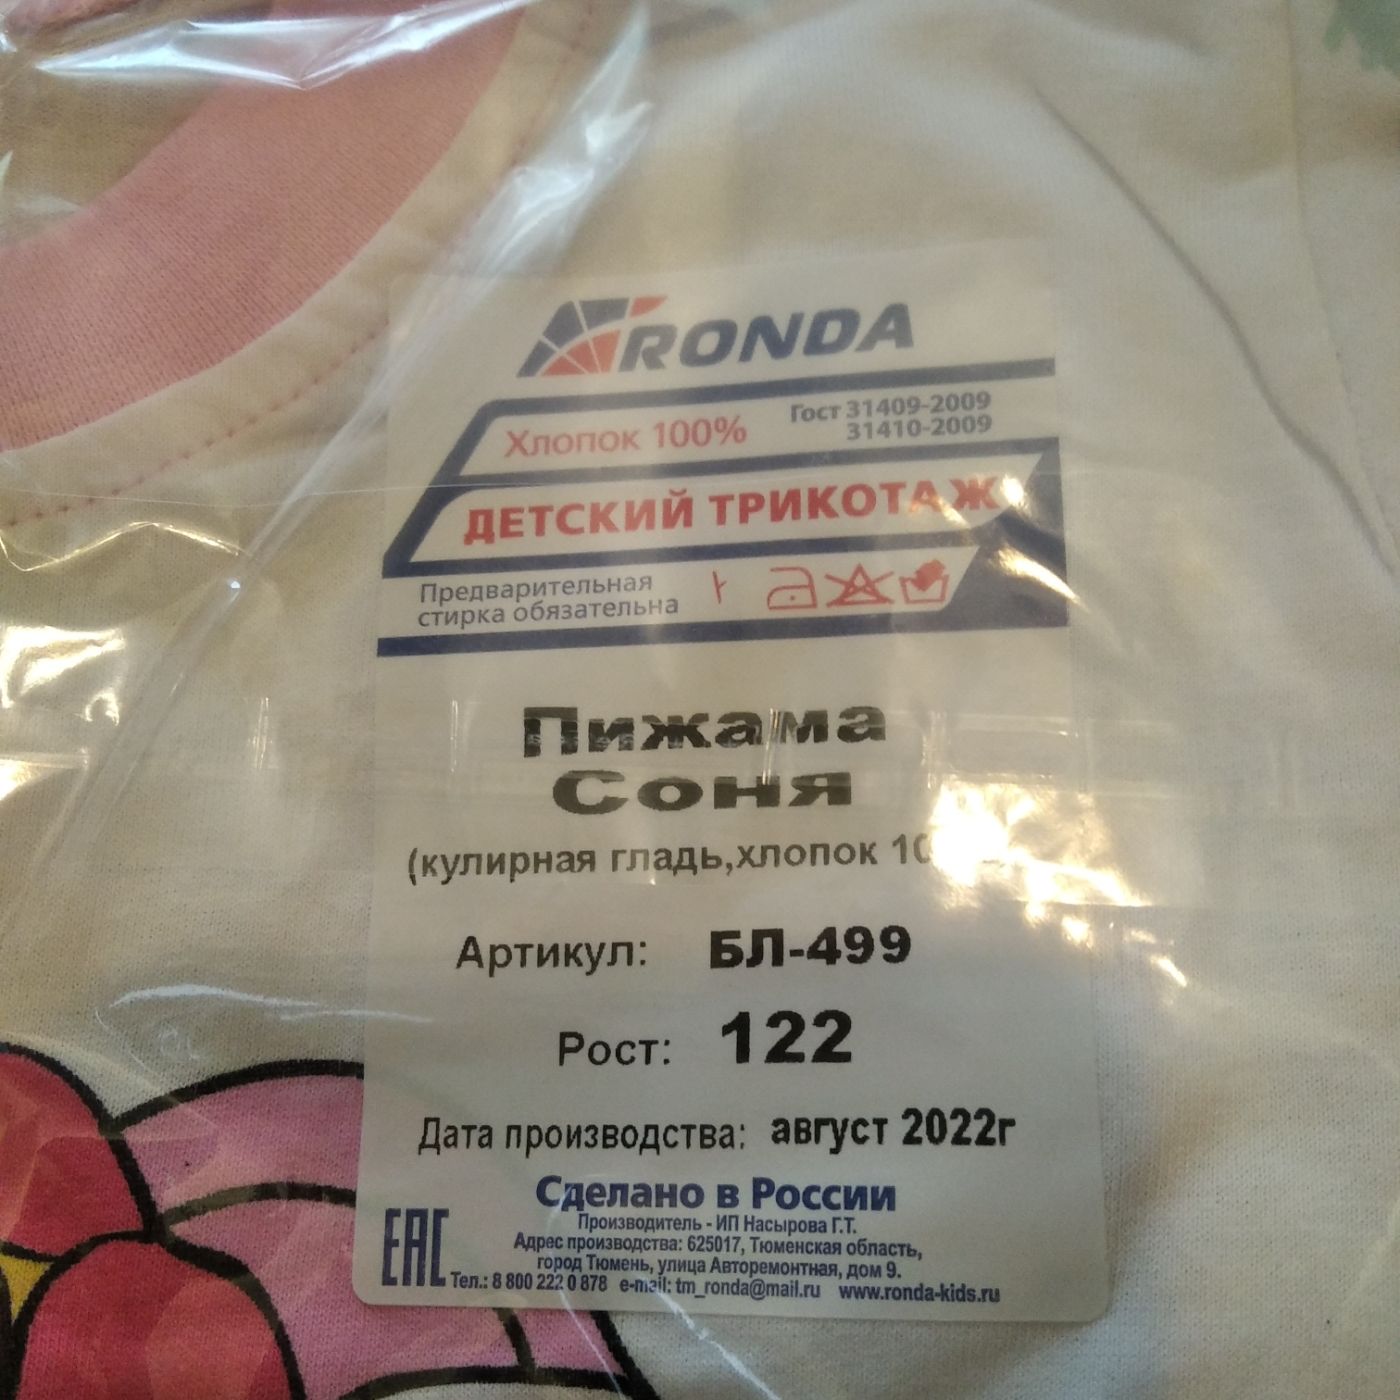 RONDA
Хлопок 100% Гост 31409-2009
31410-2009
ДЕТСКИЙ ТРИКОТАЖ
Предварительная
стирка обязательна
Пижама
Соня
(кулирная гладь,хлопок
Артикул: БЛ-499
Рост: 122
Дата производства: август 2022г
Сделано в России
Производитель - ИП Насырова Г.Т.
Адрес производства: 625017, Тюменская область,
город Тюмень, улица Авторемонтная, дом 9.
EAC Тел.: 8 800 222 0 878 e-mail: tm_ronda@mail.ru www.ronda-kids.ru